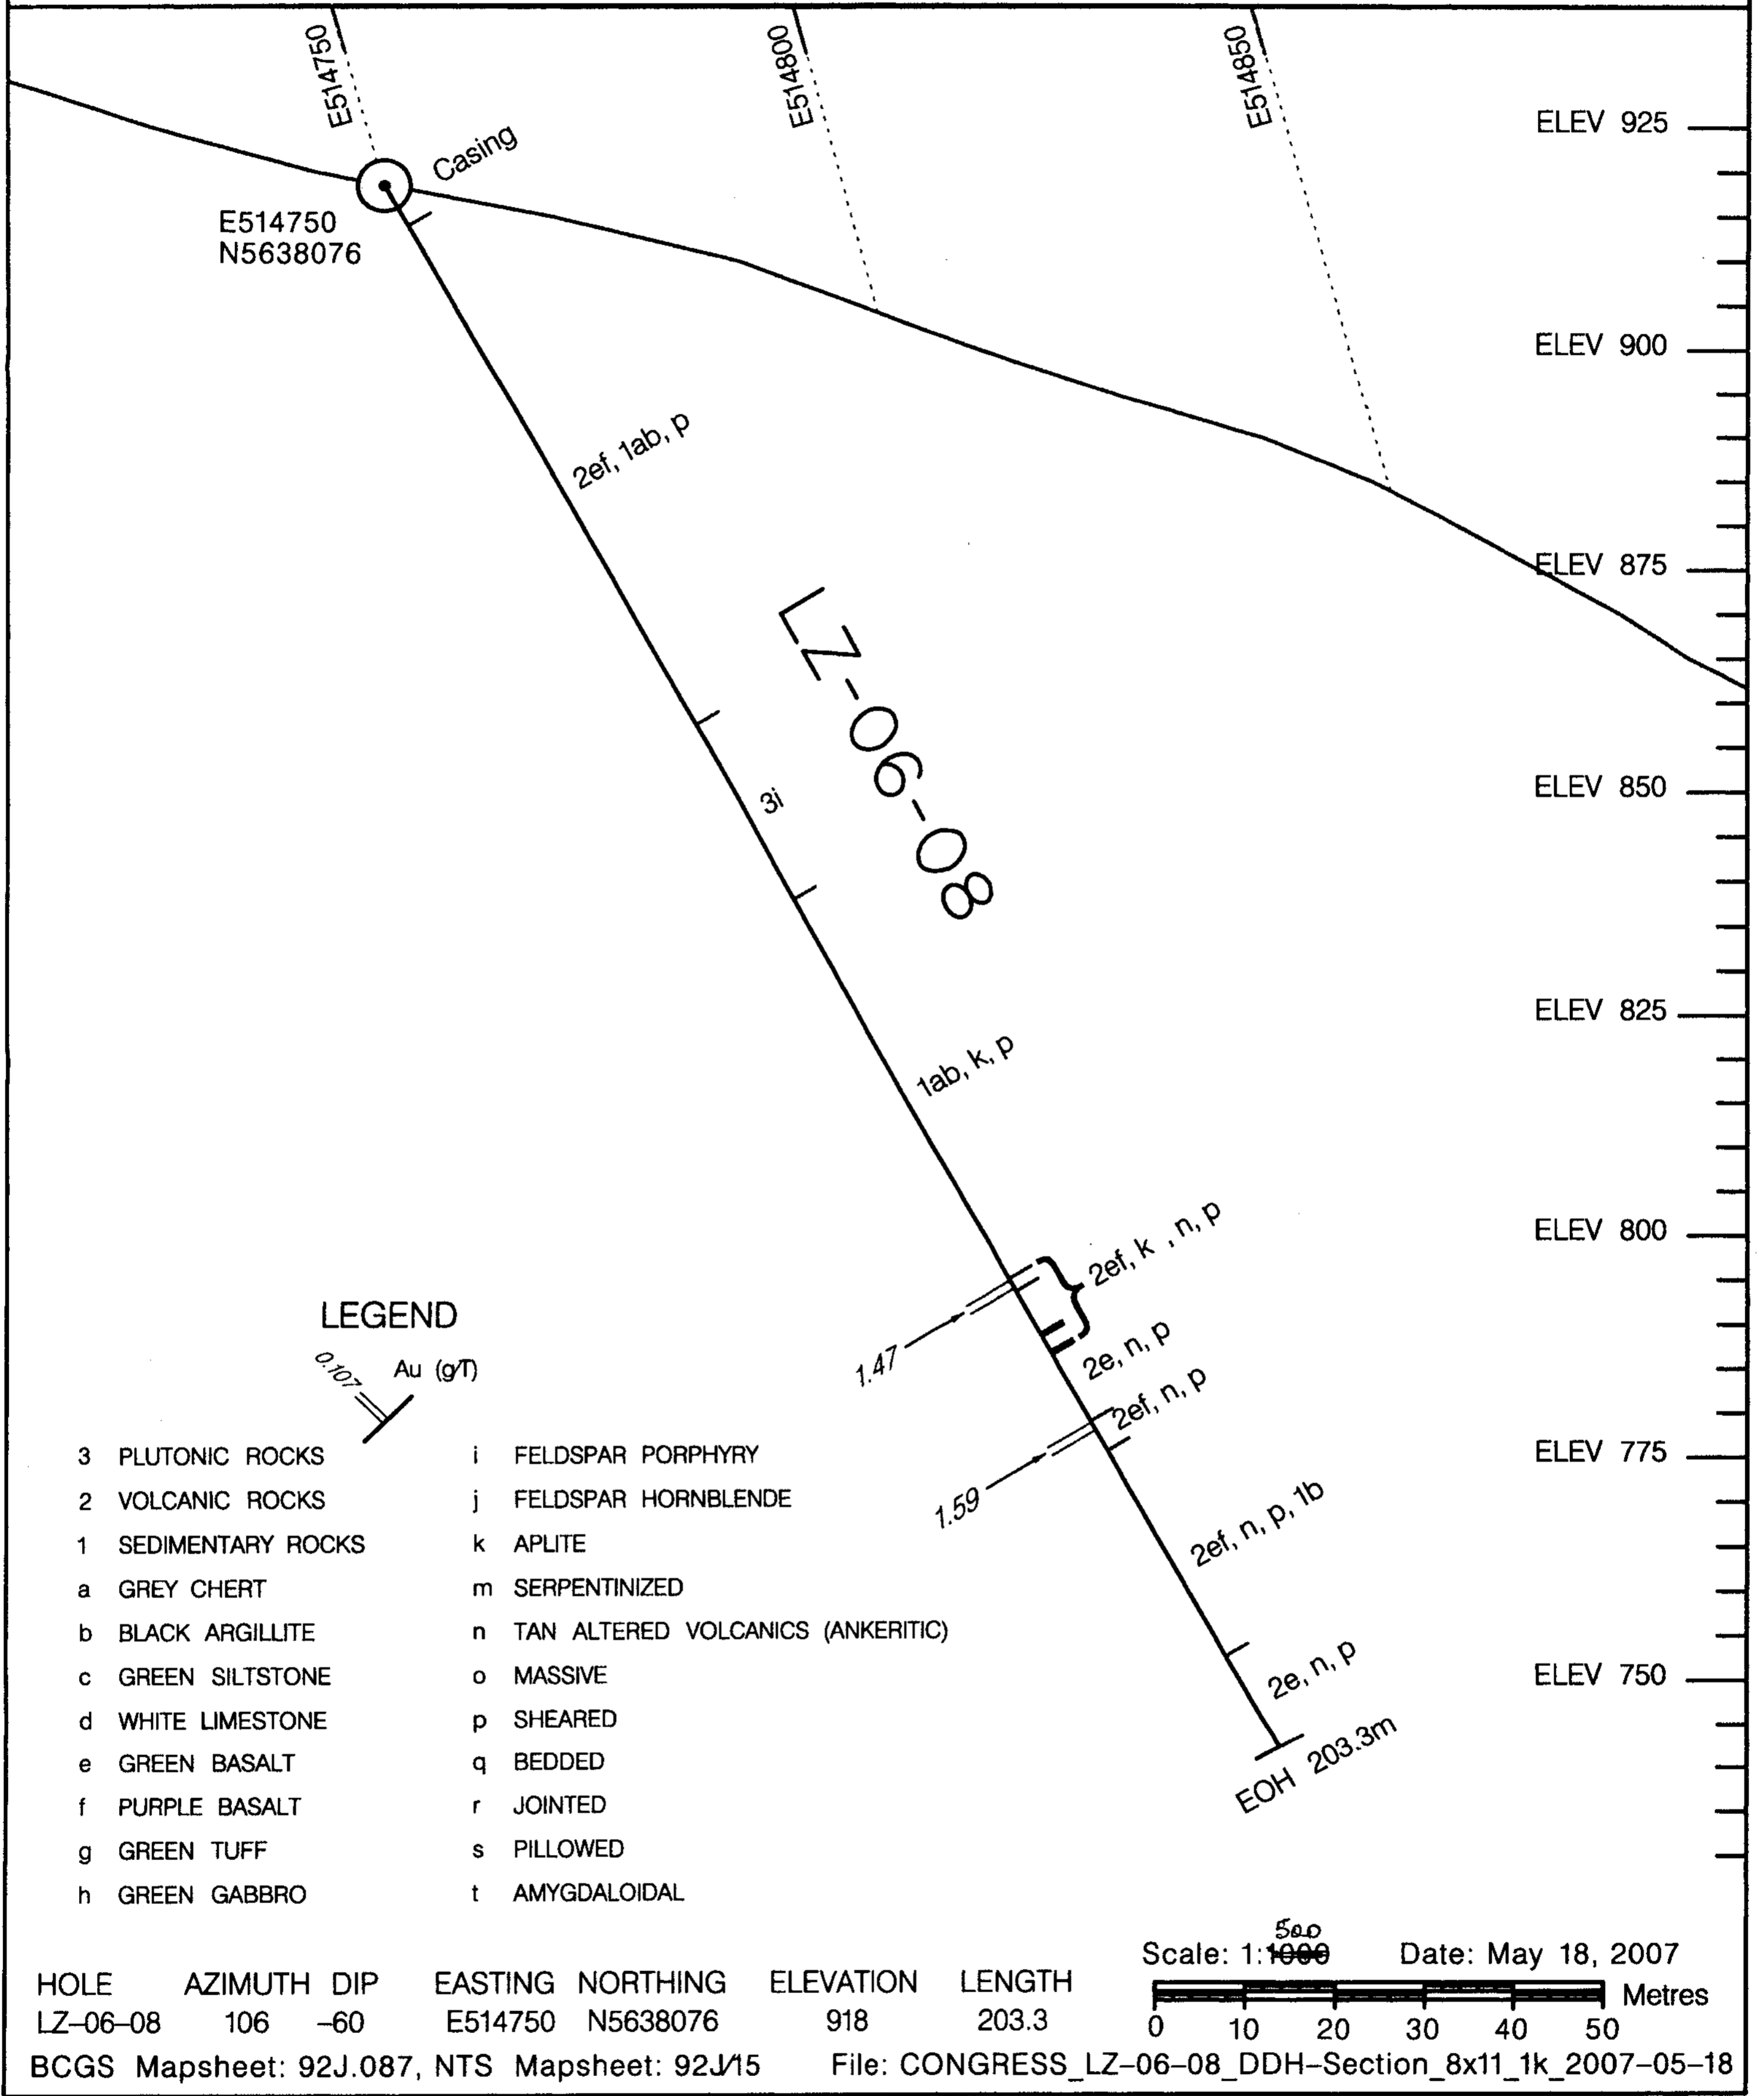 E514750
E514800
E514850
ELEV 925
Casing
E514750
N5638076
ELEV 900
2ef, 1ab, p
ELEV 875
LZ-06-08
ELEV 850
3i
ELEV 825
1ab, k, p
ELEV 800
2ef, k , n, p
1.47
2e, n, p
2ef, n, p
ELEV 775
1.59
2ef, n, p, 1b
2e, n, p
ELEV 750
EOH 203.3m
LEGEND
0.107 Au (g/T)
3 PLUTONIC ROCKS
2 VOLCANIC ROCKS
1 SEDIMENTARY ROCKS
a GREY CHERT
b BLACK ARGILLITE
c GREEN SILTSTONE
d WHITE LIMESTONE
e GREEN BASALT
f PURPLE BASALT
g GREEN TUFF
h GREEN GABBRO
i FELDSPAR PORPHYRY
j FELDSPAR HORNBLENDE
k APLITE
m SERPENTINIZED
n TAN ALTERED VOLCANICS (ANKERITIC)
o MASSIVE
p SHEARED
q BEDDED
r JOINTED
s PILLOWED
t AMYGDALOIDAL
500
Scale: 1:1000 Date: May 18, 2007
Metres
0 10 20 30 40 50
HOLE AZIMUTH DIP EASTING NORTHING ELEVATION LENGTH
LZ-06-08 106 -60 E514750 N5638076 918 203.3
BCGS Mapsheet: 92J.087, NTS Mapsheet: 92J/15 File: CONGRESS_LZ-06-08_DDH-Section_8x11_1k_2007-05-18